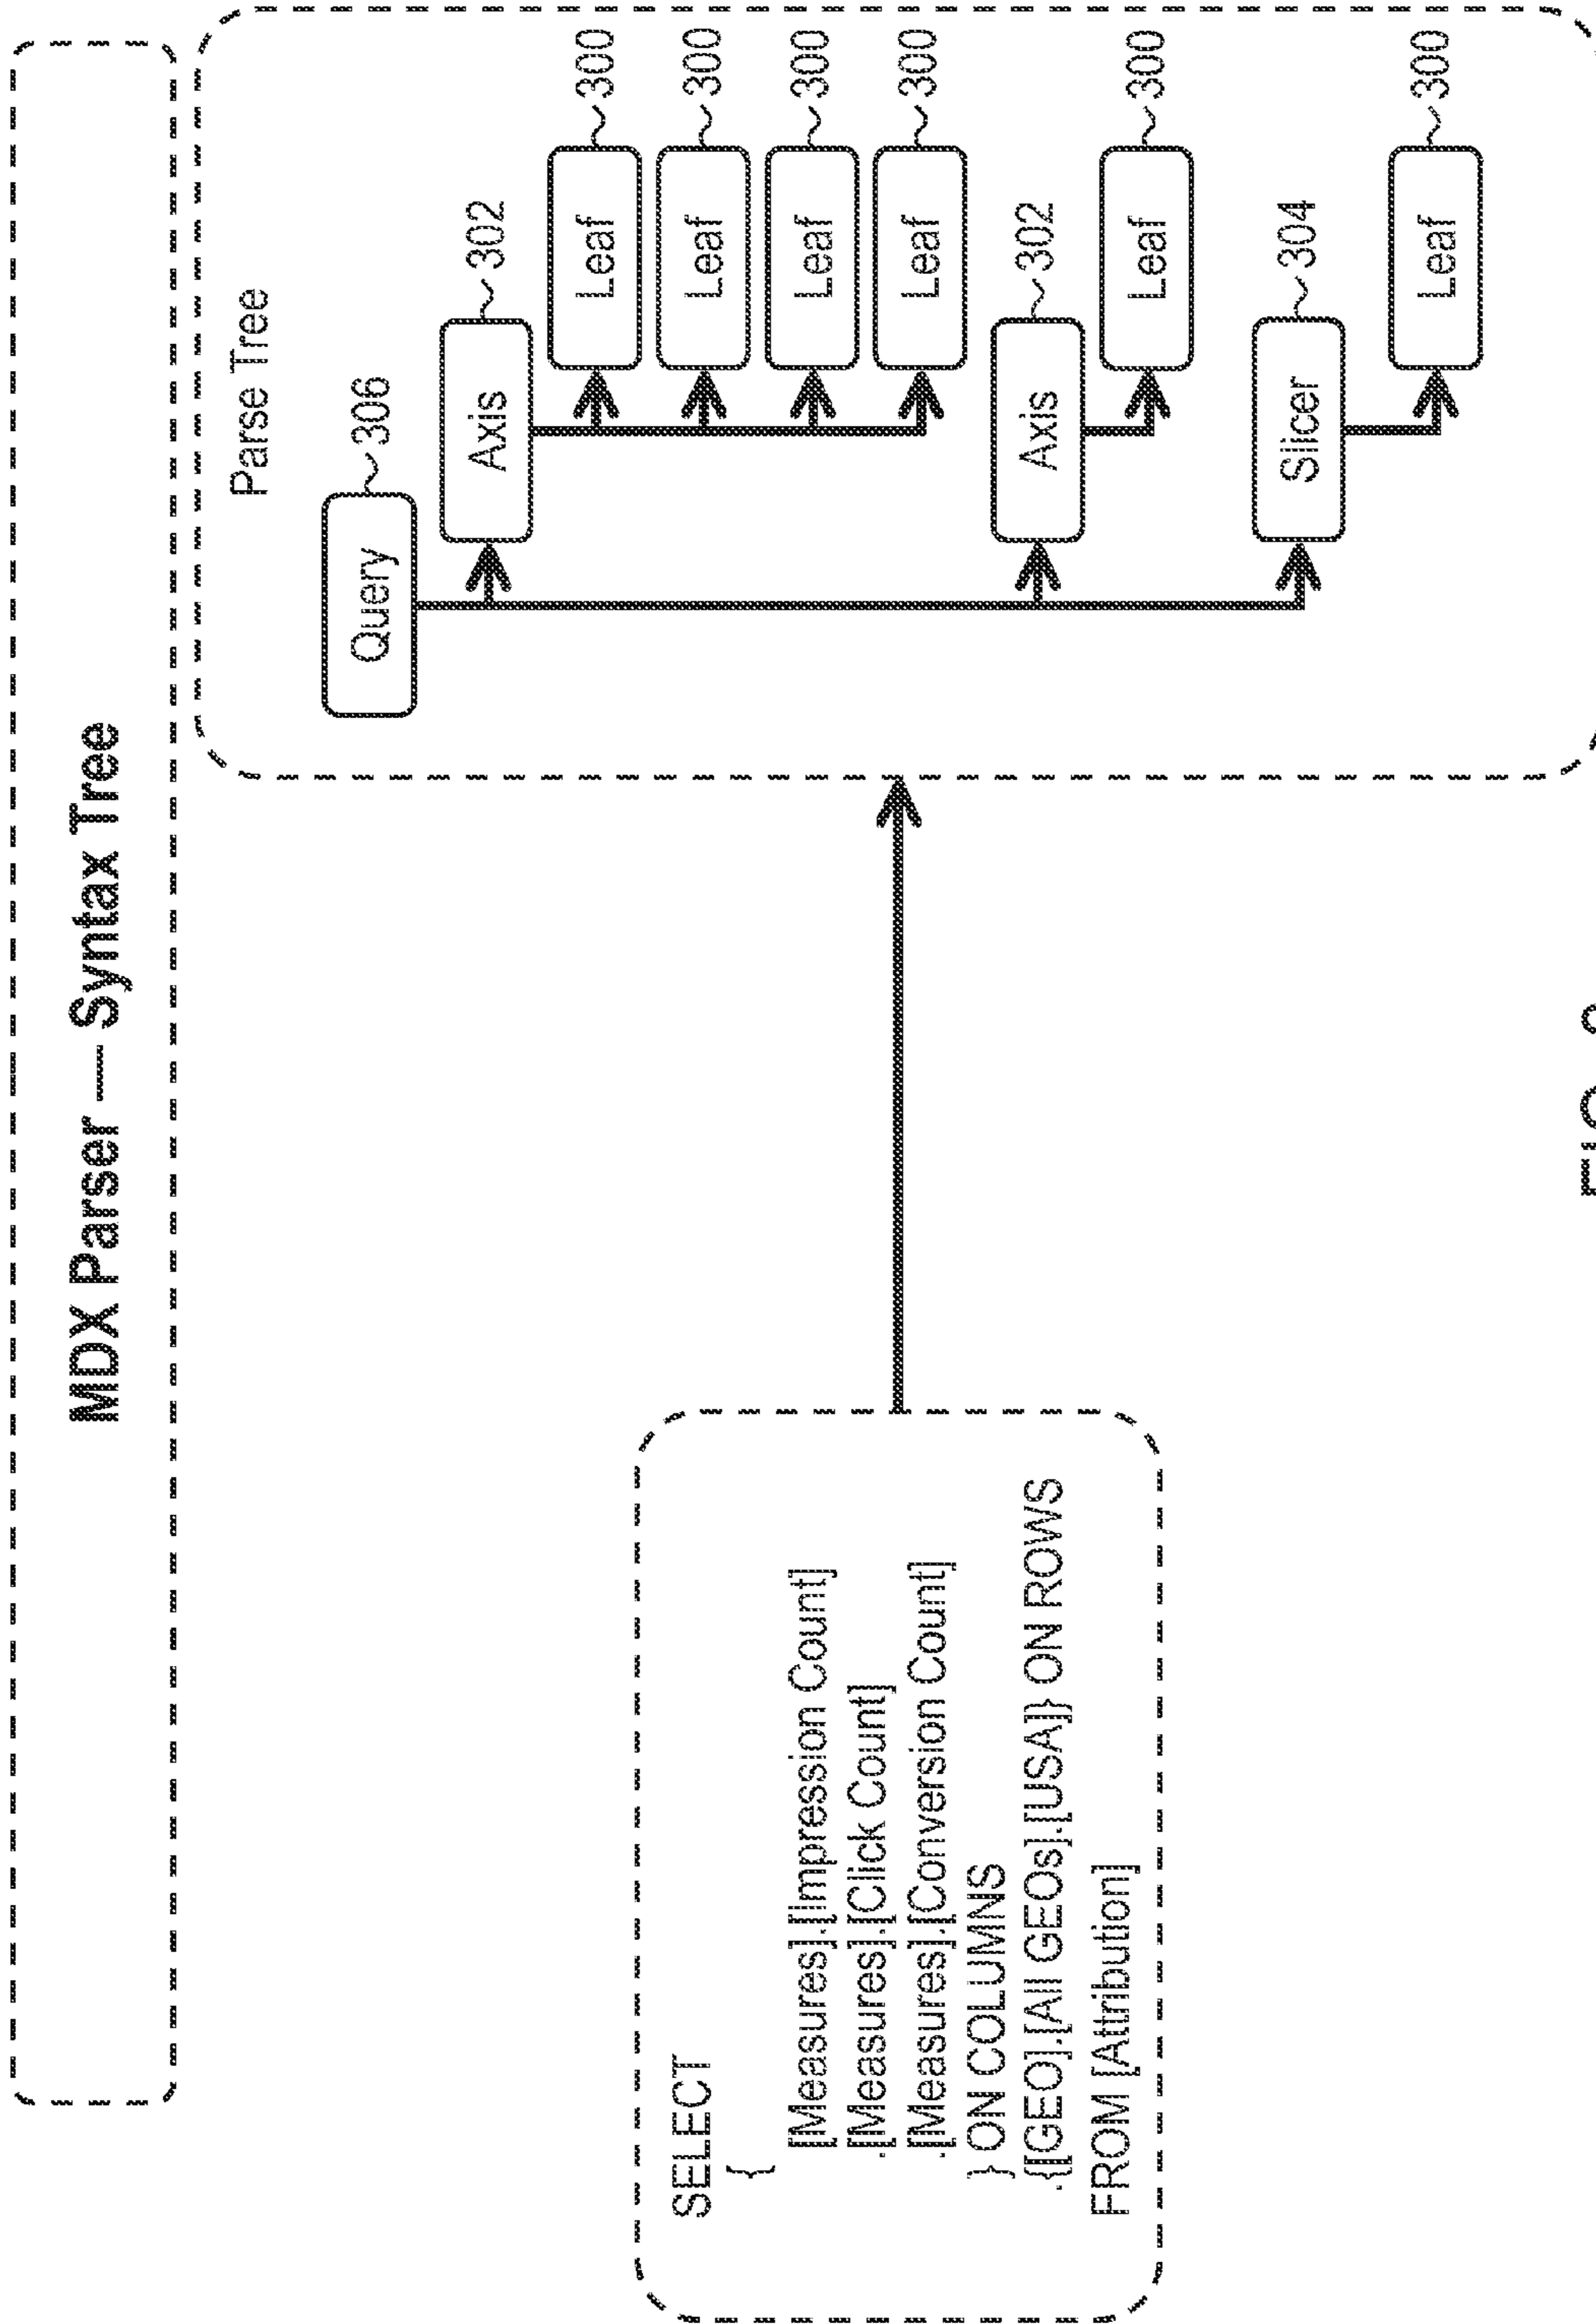 MDX Parser — Syntax Tree
SELECT
{
[Measures].[Impression Count]
,[Measures].[Click Count]
,[Measures].[Conversion Count]
} ON COLUMNS
,{[GEO].[All GEOs].[USA]} ON ROWS
FROM [Attribution]
Parse Tree
Query 306
Axis 302
Leaf 300
Leaf 300
Leaf 300
Leaf 300
Axis 302
Leaf 300
Slicer 304
Leaf 300